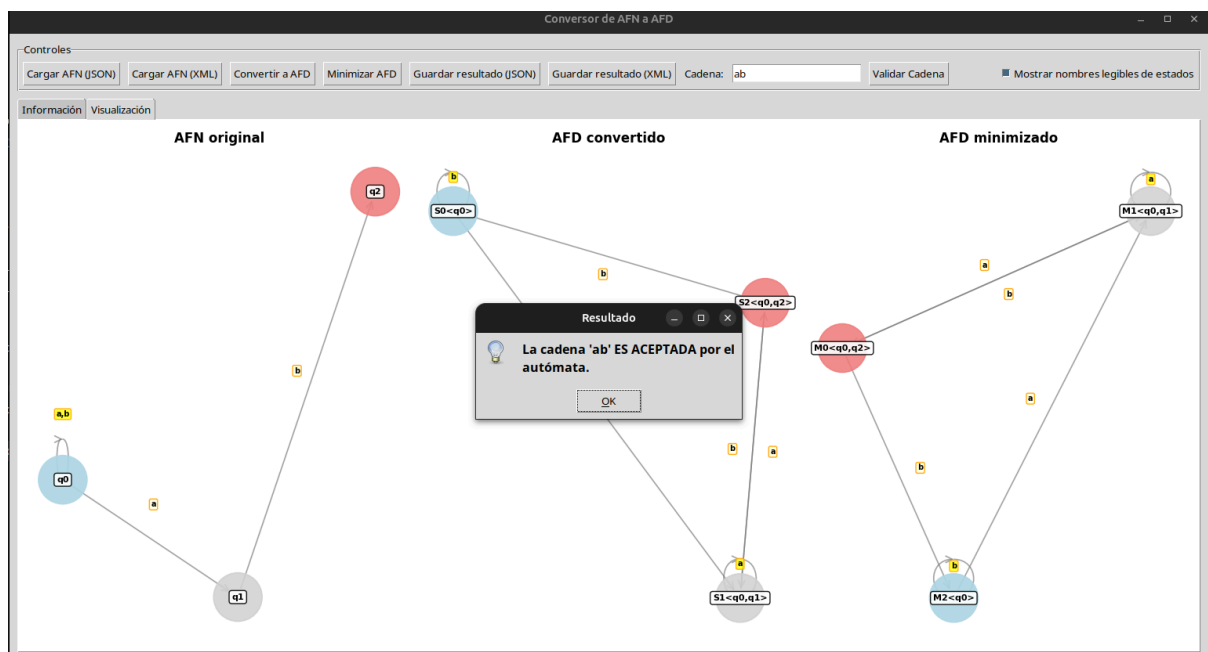 Conversor de AFN a AFD
Controles
Cargar AFN (JSON) Cargar AFN (XML) Convertir a AFD Minimizar AFD Guardar resultado (JSON) Guardar resultado (XML) Cadena: ab Validar Cadena Mostrar nombres legibles de estados
Información Visualización
AFN original
q2
b
a,b
q0
a
q1
AFD convertido
b
S0<q0>
b
S2<q0,q2>
b
a
a
S1<q0,q1>
Resultado
La cadena 'ab' ES ACEPTADA por el
autómata.
OK
AFD minimizado
a
M1<q0,q1>
a
b
M0<q0,q2>
a
b
b
M2<q0>